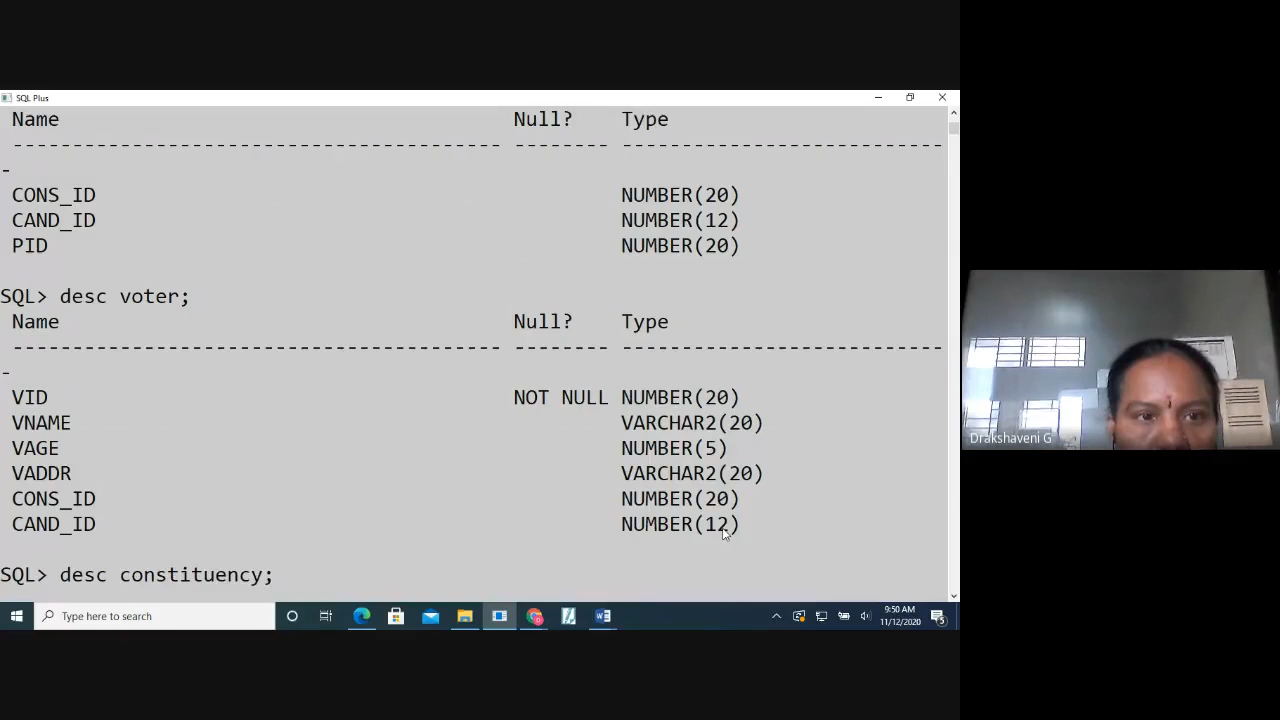 SQL Plus
Name Null? Type
----------------------------------------- -------- ---------------------------
-
CONS_ID NUMBER(20)
CAND_ID NUMBER(12)
PID NUMBER(20)
SQL> desc voter;
Name Null? Type
----------------------------------------- -------- ---------------------------
-
VID NOT NULL NUMBER(20)
VNAME VARCHAR2(20)
VAGE NUMBER(5)
VADDR VARCHAR2(20)
CONS_ID NUMBER(20)
CAND_ID NUMBER(12)
SQL> desc constituency;
Type here to search
9:50 AM
11/12/2020
5
Drakshaveni G